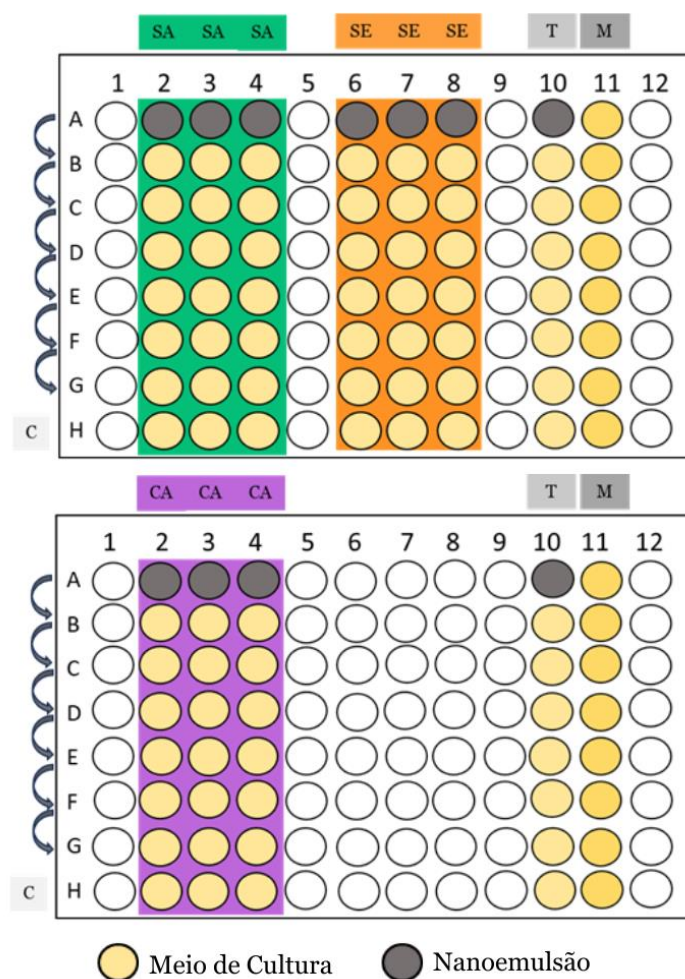 SA SA SA SE SE SE T M
1 2 3 4 5 6 7 8 9 10 11 12
A
B
C
D
E
F
G
C H
CA CA CA T M
1 2 3 4 5 6 7 8 9 10 11 12
A
B
C
D
E
F
G
C H
Meio de Cultura Nanoemulsão